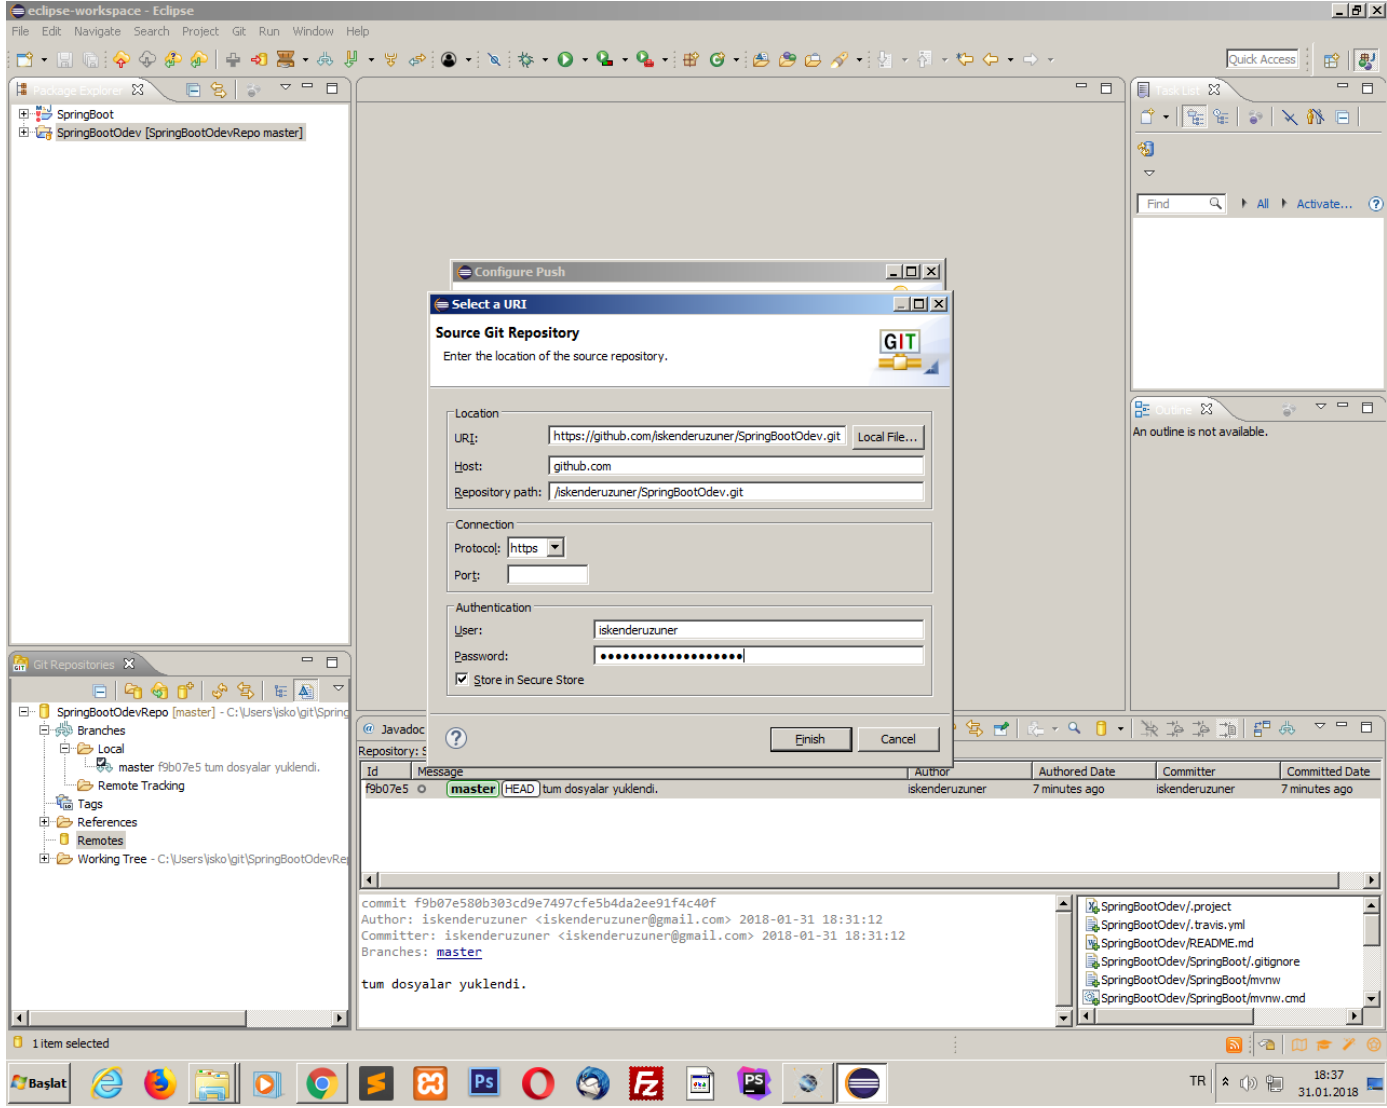 eclipse-workspace - Eclipse
File Edit Navigate Search Project Git Run Window Help
Quick Access
Package Explorer
SpringBoot
SpringBootOdev [SpringBootOdevRepo master]
Task List
Find
All
Activate...
Configure Push
Select a URI
Source Git Repository
Enter the location of the source repository.
GIT
Location
URI: https://github.com/iskenderuzuner/SpringBootOdev.git Local File...
Host: github.com
Repository path: /iskenderuzuner/SpringBootOdev.git
Connection
Protocol: https
Port:
Authentication
User: iskenderuzuner
Password: ●●●●●●●●●●●●●●●●●●●
Store in Secure Store
Finish Cancel
Outline
An outline is not available.
Git Repositories
SpringBootOdevRepo [master] - C:\Users\isko\git\Spring
Branches
Local
master f9b07e5 tum dosyalar yuklendi.
Remote Tracking
Tags
References
Remotes
Working Tree - C:\Users\isko\git\SpringBootOdevRe
@ Javadoc
Repository: S
Id Message Author Authored Date Committer Committed Date
f9b07e5 master HEAD tum dosyalar yuklendi. iskenderuzuner 7 minutes ago iskenderuzuner 7 minutes ago
commit f9b07e580b303cd9e7497cfe5b4da2ee91f4c40f
Author: iskenderuzuner <iskenderuzuner@gmail.com> 2018-01-31 18:31:12
Committer: iskenderuzuner <iskenderuzuner@gmail.com> 2018-01-31 18:31:12
Branches: master
tum dosyalar yuklendi.
SpringBootOdev/.project
SpringBootOdev/.travis.yml
SpringBootOdev/README.md
SpringBootOdev/SpringBoot/.gitignore
SpringBootOdev/SpringBoot/mvnw
SpringBootOdev/SpringBoot/mvnw.cmd
1 item selected
Başlat
Ps
Fz
PS
TR
18:37
31.01.2018